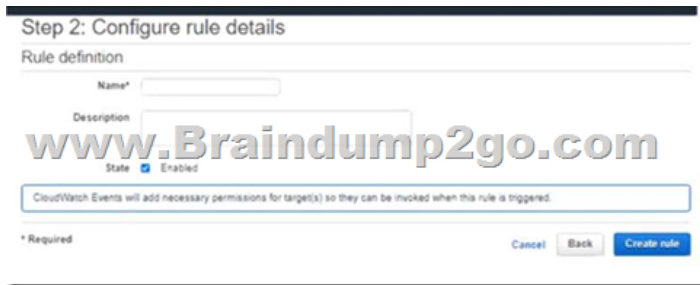 Step 2: Configure rule details
Rule definition
Name*
Description
www.Braindump2go.com
State Enabled
CloudWatch Events will add necessary permissions for target(s) so they can be invoked when this rule is triggered.
* Required
Cancel Back Create rule